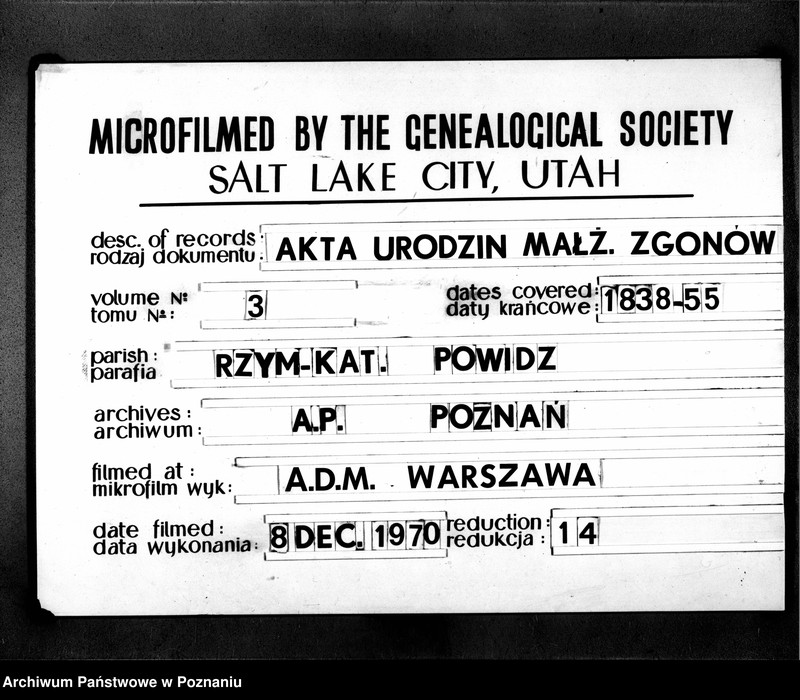 MICROFILMED BY THE GENEALOGICAL SOCIETY
SALT LAKE CITY, UTAH
desc. of records:
rodzaj dokumentu: AKTA URODZIN MAŁŻ. ZGONÓW
volume №
tomu №: 3
dates covered:
daty krańcowe: 1838-55
parish:
parafia RZYM-KAT. POWIDZ
archives:
archiwum: A.P. POZNAŃ
filmed at:
mikrofilm wyk: A.D.M. WARSZAWA
date filmed:
data wykonania: 8 DEC. 1970
reduction:
redukcja: 14
Archiwum Państwowe w Poznaniu